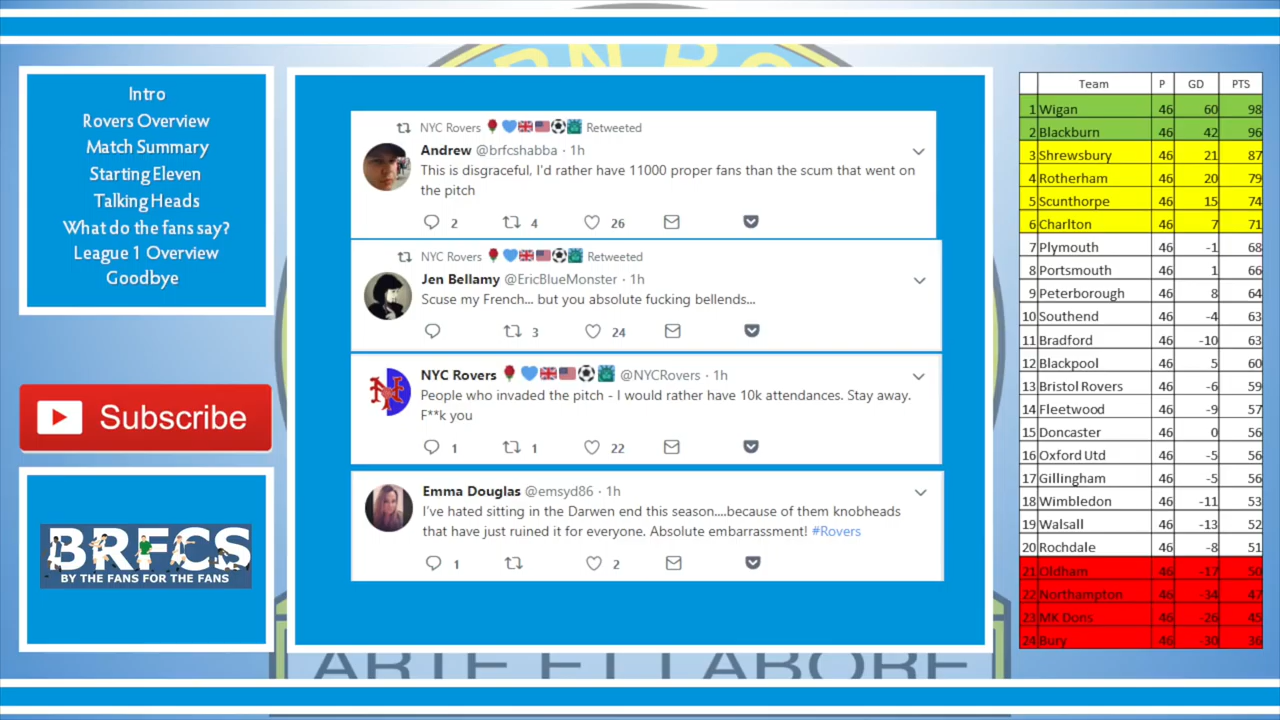 RN RO
Intro
Rovers Overview
Match Summary
Starting Eleven
Talking Heads
What do the fans say?
League 1 Overview
Goodbye
Subscribe
BRFCS
BY THE FANS FOR THE FANS
NYC Rovers 🌹💙🇬🇧🇺🇸⚽🗽 Retweeted
Andrew @brfcshabba · 1h
This is disgraceful, I'd rather have 11000 proper fans than the scum that went on
the pitch
2 4 26
NYC Rovers 🌹💙🇬🇧🇺🇸⚽🗽 Retweeted
Jen Bellamy @EricBlueMonster · 1h
Scuse my French... but you absolute fucking bellends...
3 24
NYC Rovers 🌹💙🇬🇧🇺🇸⚽🗽 @NYCRovers · 1h
People who invaded the pitch - I would rather have 10k attendances. Stay away.
F**k you
1 1 22
Emma Douglas @emsyd86 · 1h
I've hated sitting in the Darwen end this season....because of them knobheads
that have just ruined it for everyone. Absolute embarrassment! #Rovers
1 2
Team P GD PTS
1 Wigan 46 60 98
2 Blackburn 46 42 96
3 Shrewsbury 46 21 87
4 Rotherham 46 20 79
5 Scunthorpe 46 15 74
6 Charlton 46 7 71
7 Plymouth 46 -1 68
8 Portsmouth 46 1 66
9 Peterborough 46 8 64
10 Southend 46 -4 63
11 Bradford 46 -10 63
12 Blackpool 46 5 60
13 Bristol Rovers 46 -6 59
14 Fleetwood 46 -9 57
15 Doncaster 46 0 56
16 Oxford Utd 46 -5 56
17 Gillingham 46 -5 56
18 Wimbledon 46 -11 53
19 Walsall 46 -13 52
20 Rochdale 46 -8 51
21 Oldham 46 -17 50
22 Northampton 46 -34 47
23 MK Dons 46 -26 45
24 Bury 46 -30 36
ARTE ET LABORE